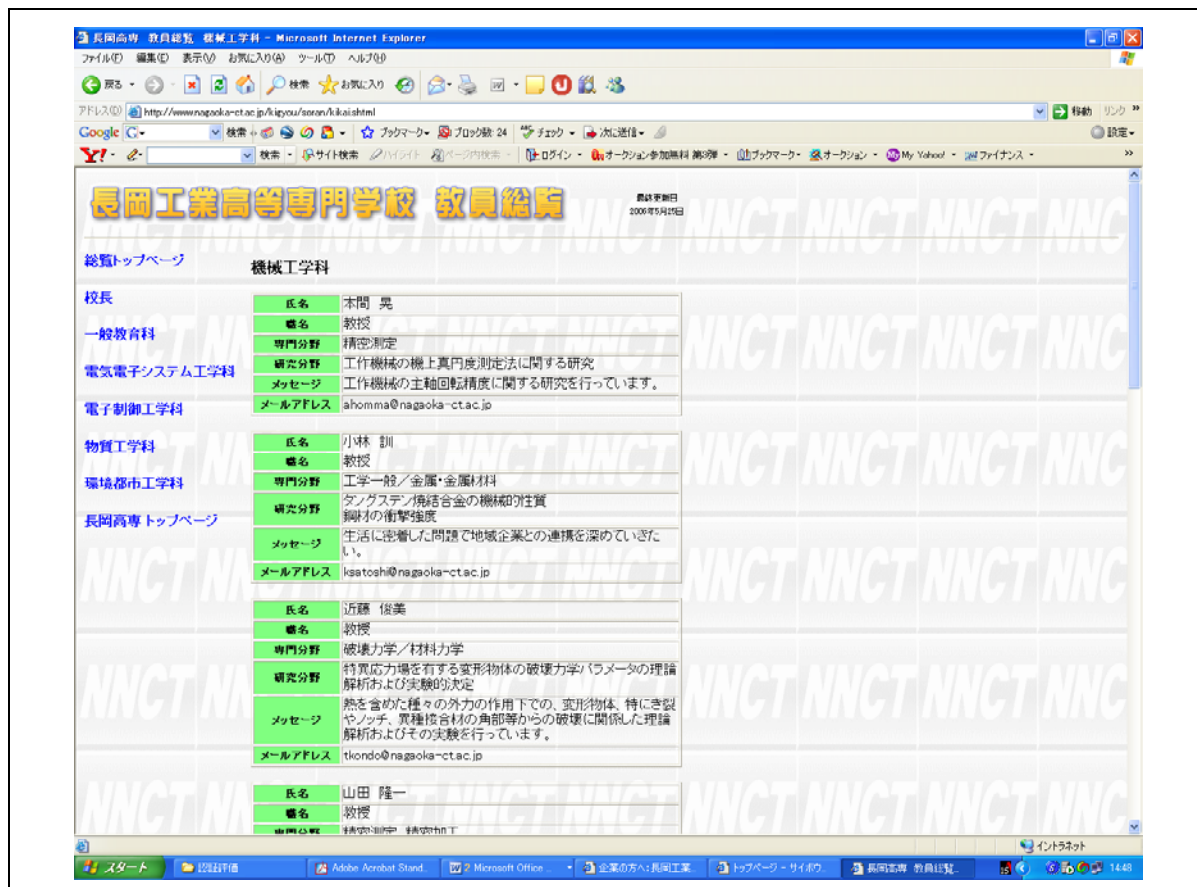 長岡高専 教員総覧 機械工学科 - Microsoft Internet Explorer
ファイル(F) 編集(E) 表示(V) お気に入り(A) ツール(T) ヘルプ(H)
戻る 検索 お気に入り
アドレス(D) http://www.nagaoka-ct.ac.jp/kigyou/soran/kikai.shtml 移動 リンク »
Google 検索 ブックマーク ブロック数: 24 チェック 次に送信 設定
Y! 検索 サイト検索 ハイライト ページ内検索 ログイン オークション参加無料 第3弾 ブックマーク オークション My Yahoo! ファイナンス »
長岡工業高等専門学校 教員総覧
最終更新日
2006年5月25日
総覧トップページ
校長
一般教育科
電気電子システム工学科
電子制御工学科
物質工学科
環境都市工学科
長岡高専トップページ
機械工学科
氏名 本間 晃
職名 教授
専門分野 精密測定
研究分野 工作機械の機上真円度測定法に関する研究
メッセージ 工作機械の主軸回転精度に関する研究を行っています。
メールアドレス ahomma@nagaoka-ct.ac.jp
氏名 小林 訓
職名 教授
専門分野 工学一般／金属・金属材料
研究分野 タングステン焼結合金の機械的性質
鋼材の衝撃強度
メッセージ 生活に密着した問題で地域企業との連携を深めていきた
い。
メールアドレス ksatoshi@nagaoka-ct.ac.jp
氏名 近藤 俊美
職名 教授
専門分野 破壊力学／材料力学
研究分野 特異応力場を有する変形物体の破壊力学パラメータの理論
解析および実験的決定
メッセージ 熱を含めた種々の外力の作用下での、変形物体、特にき裂
やノッチ、異種接合材の角部等からの破壊に関係した理論
解析およびその実験を行っています。
メールアドレス tkondo@nagaoka-ct.ac.jp
氏名 山田 隆一
職名 教授
専門分野 精密測定 精密加工
イントラネット
スタート 認証評価 Adobe Acrobat Stand... 2 Microsoft Office ... 企業の方へ:長岡工業... トップページ - サイボウ... 長岡高専 教員総覧... 14:48